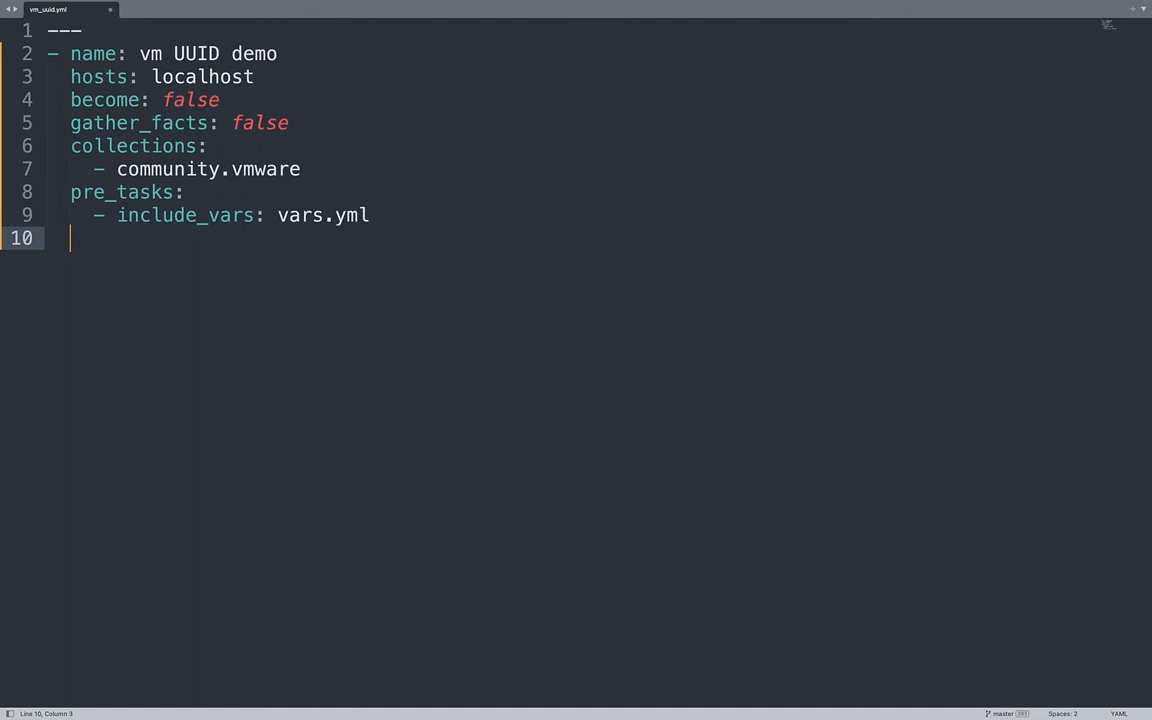 vm_uuid.yml
1 ---
2 - name: vm UUID demo
3 hosts: localhost
4 become: false
5 gather_facts: false
6 collections:
7 - community.vmware
8 pre_tasks:
9 - include_vars: vars.yml
10
Line 10, Column 3 master 393 Spaces: 2 YAML